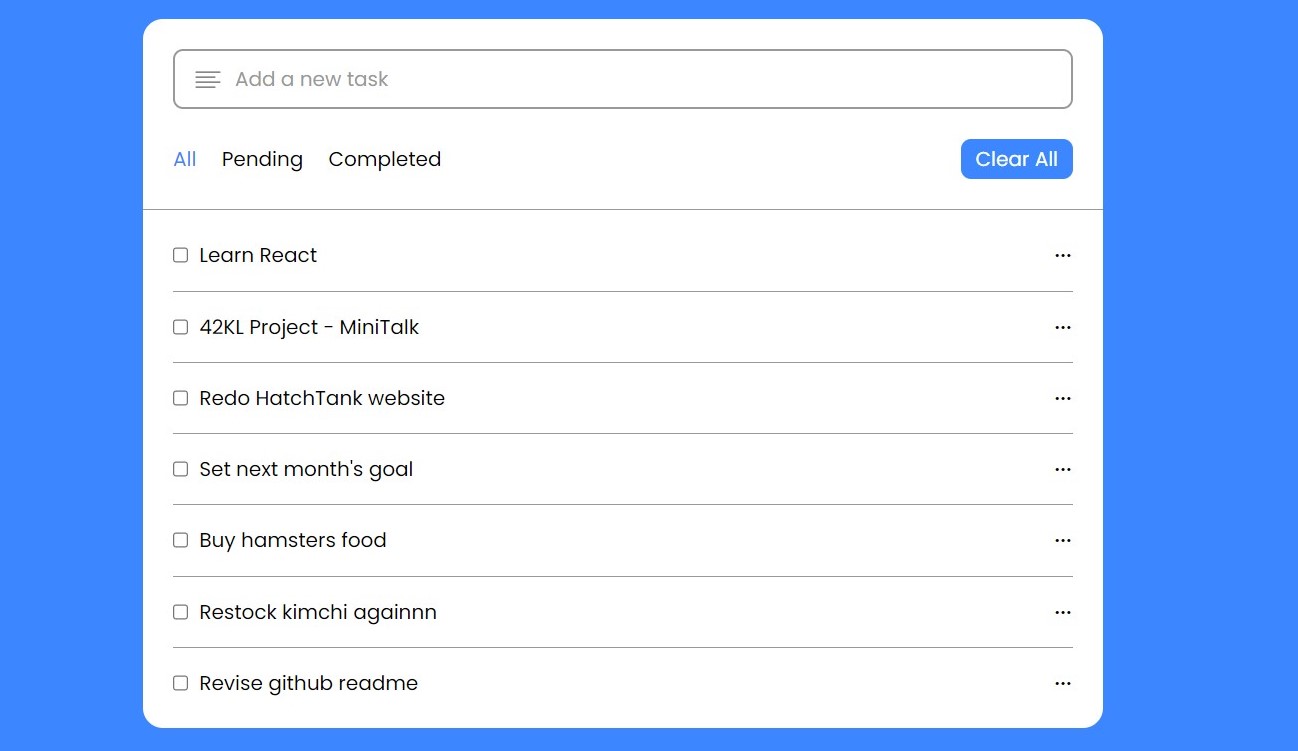 Add a new task
All Pending Completed Clear All
Learn React
42KL Project - MiniTalk
Redo HatchTank website
Set next month's goal
Buy hamsters food
Restock kimchi againnn
Revise github readme